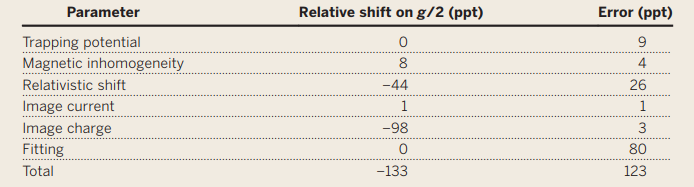 Parameter Relative shift on g/2 (ppt) Error (ppt)
Trapping potential 0 9
Magnetic inhomogeneity 8 4
Relativistic shift −44 26
Image current 1 1
Image charge −98 3
Fitting 0 80
Total −133 123